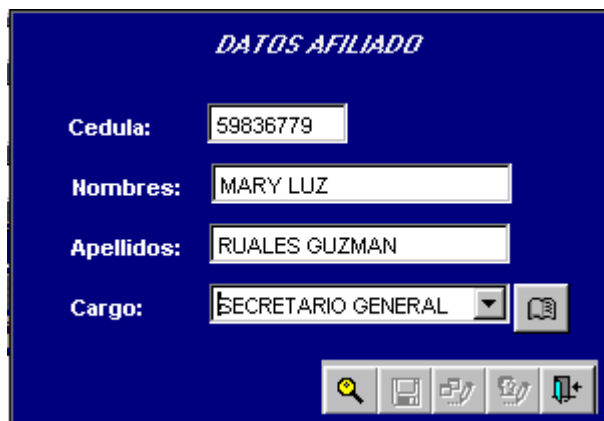 DATOS AFILIADO
Cedula: 59836779
Nombres: MARY LUZ
Apellidos: RUALES GUZMAN
Cargo: SECRETARIO GENERAL